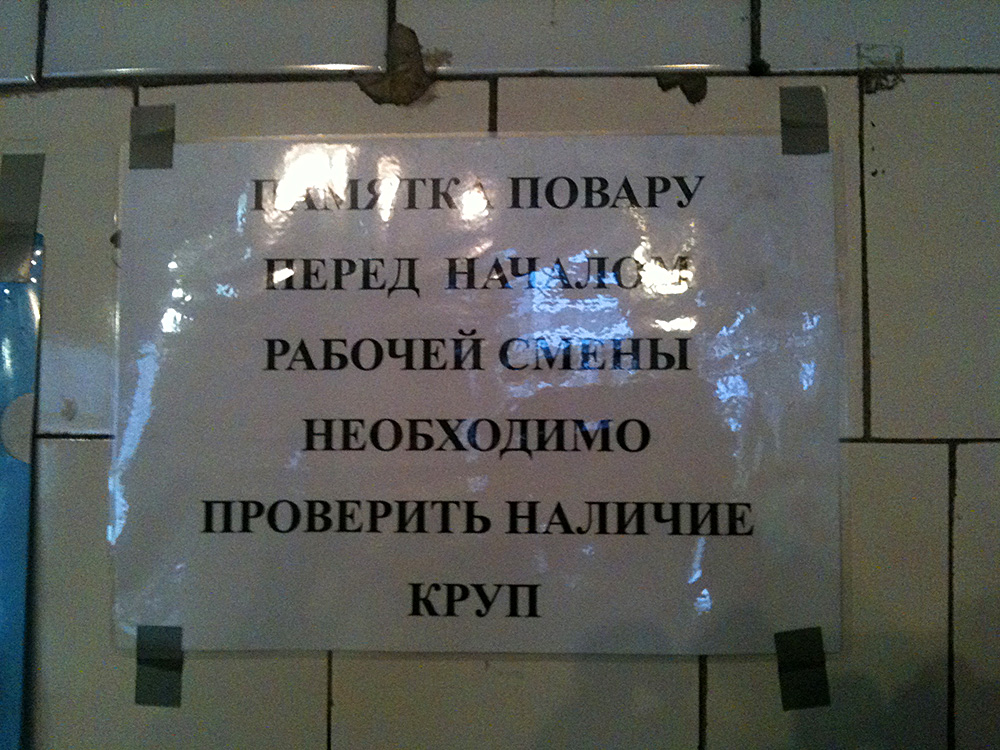 ПАМЯТКА ПОВАРУ
ПЕРЕД НАЧАЛОМ
РАБОЧЕЙ СМЕНЫ
НЕОБХОДИМО
ПРОВЕРИТЬ НАЛИЧИЕ
КРУП